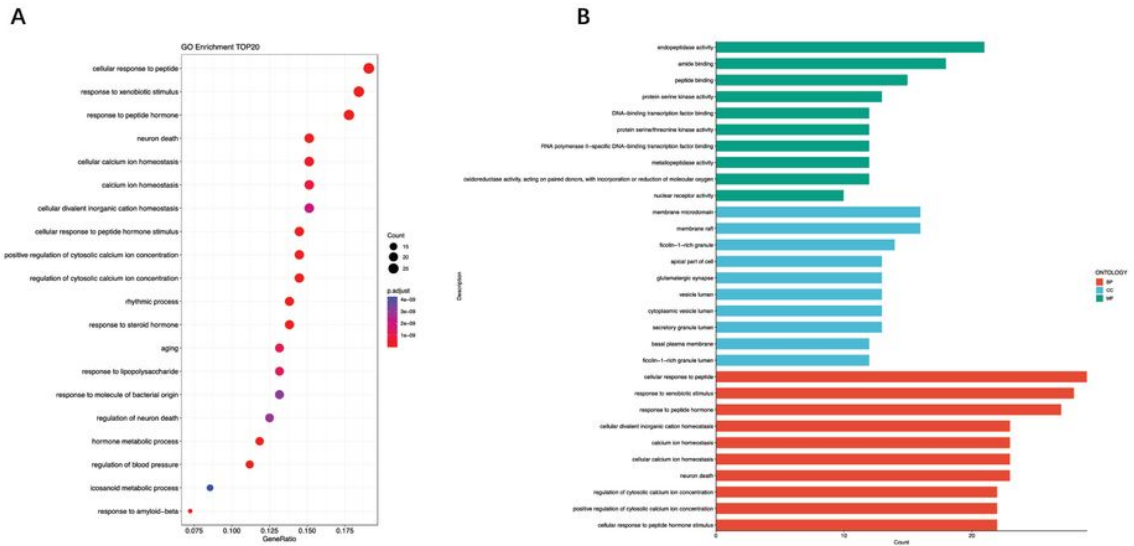 A
GO Enrichment TOP20
cellular response to peptide
response to xenobiotic stimulus
response to peptide hormone
neuron death
cellular calcium ion homeostasis
calcium ion homeostasis
cellular divalent inorganic cation homeostasis
cellular response to peptide hormone stimulus
positive regulation of cytosolic calcium ion concentration
regulation of cytosolic calcium ion concentration
rhythmic process
response to steroid hormone
aging
response to lipopolysaccharide
response to molecule of bacterial origin
regulation of neuron death
hormone metabolic process
regulation of blood pressure
icosanoid metabolic process
response to amyloid-beta
0.075 0.100 0.125 0.150 0.175
GeneRatio
Count
15
20
25
p.adjust
4e-09
3e-09
2e-09
1e-09
B
Description
endopeptidase activity
amide binding
peptide binding
protein serine kinase activity
DNA-binding transcription factor binding
protein serine/threonine kinase activity
RNA polymerase II-specific DNA-binding transcription factor binding
metallopeptidase activity
oxidoreductase activity, acting on paired donors, with incorporation or reduction of molecular oxygen
nuclear receptor activity
membrane microdomain
membrane raft
ficolin-1-rich granule
apical part of cell
glutamatergic synapse
vesicle lumen
cytoplasmic vesicle lumen
secretory granule lumen
basal plasma membrane
ficolin-1-rich granule lumen
cellular response to peptide
response to xenobiotic stimulus
response to peptide hormone
cellular divalent inorganic cation homeostasis
calcium ion homeostasis
cellular calcium ion homeostasis
neuron death
regulation of cytosolic calcium ion concentration
positive regulation of cytosolic calcium ion concentration
cellular response to peptide hormone stimulus
0 10 20
Count
ONTOLOGY
BP
CC
MF